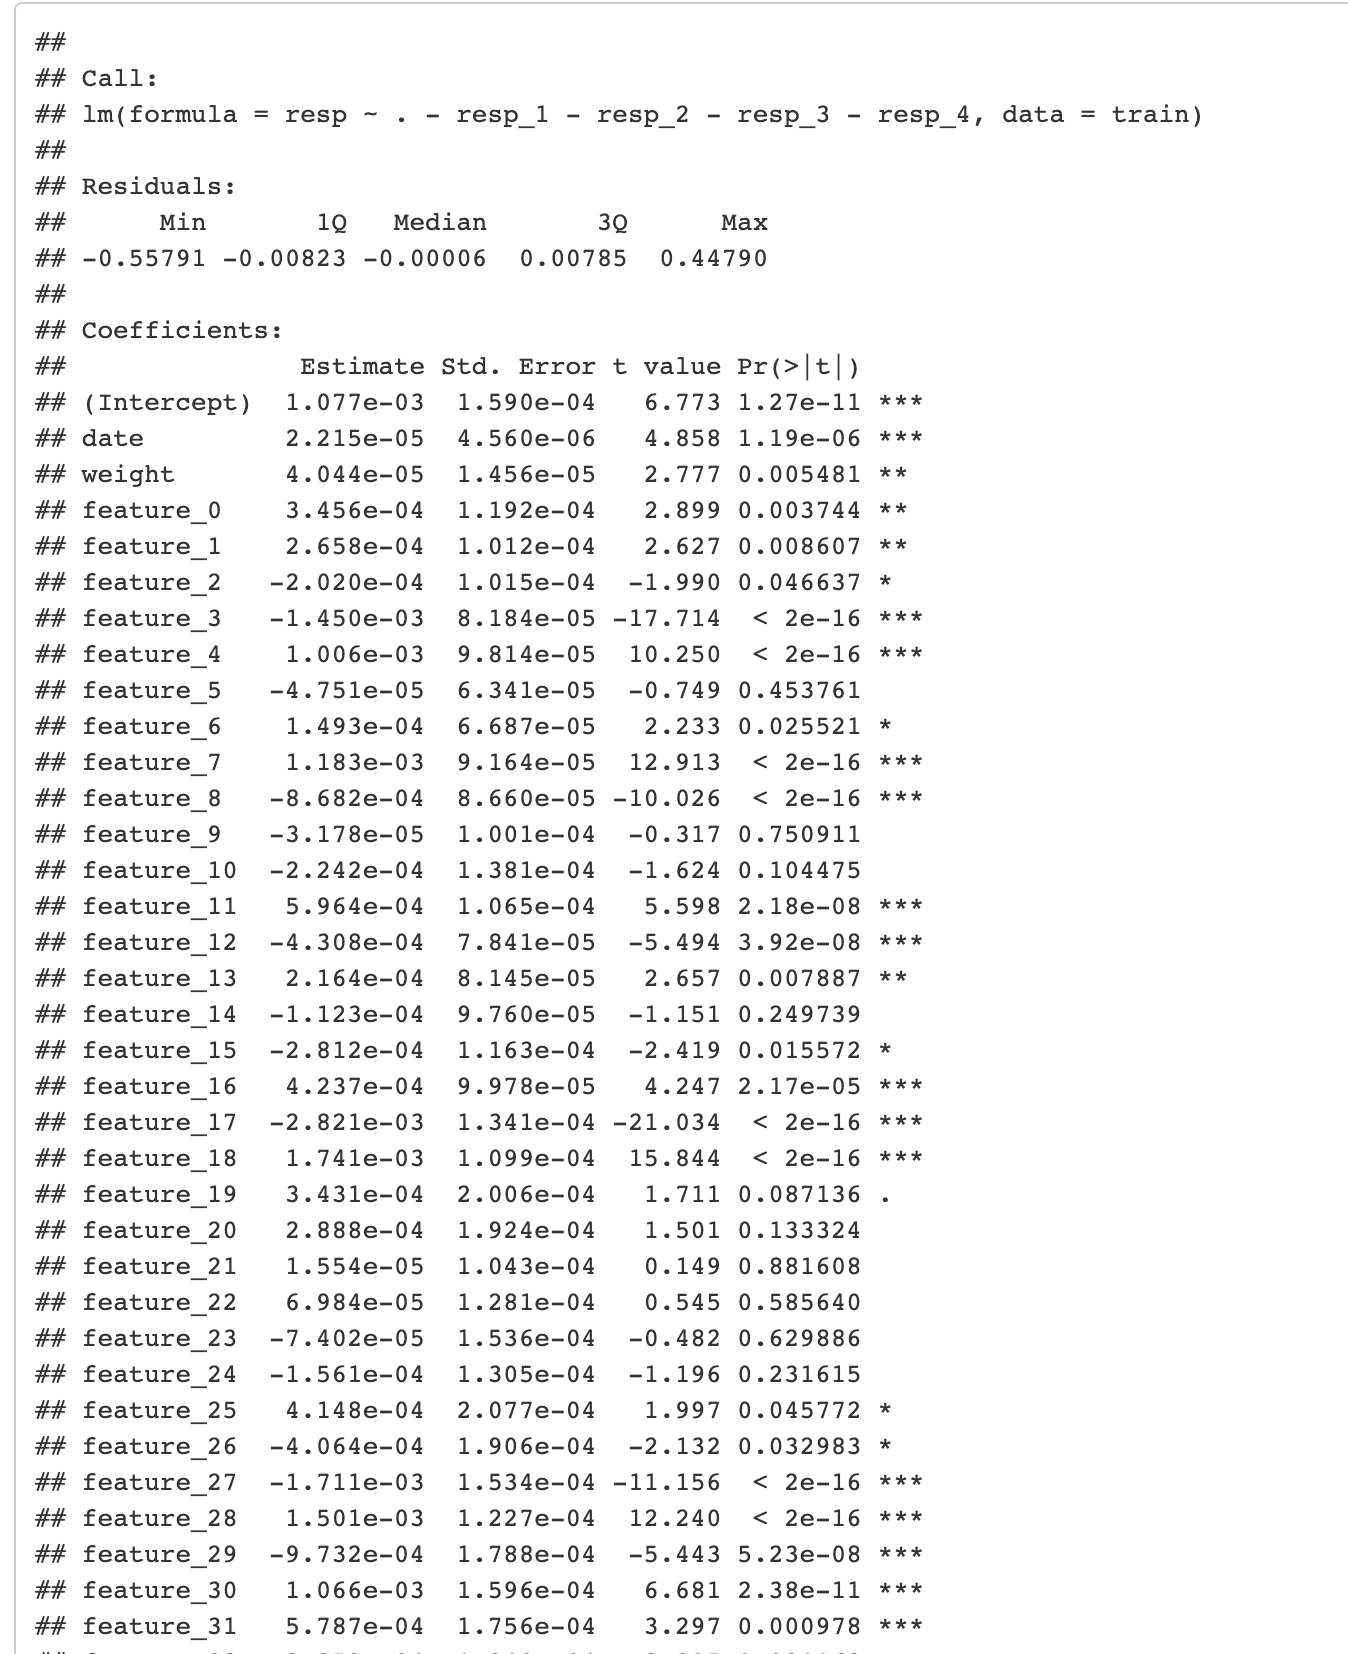 ##
## Call:
## lm(formula = resp ~ . - resp_1 - resp_2 - resp_3 - resp_4, data = train)
##
## Residuals:
##      Min       1Q   Median       3Q      Max
## -0.55791 -0.00823 -0.00006  0.00785  0.44790
##
## Coefficients:
##               Estimate Std. Error t value Pr(>|t|)
## (Intercept)  1.077e-03  1.590e-04   6.773 1.27e-11 ***
## date         2.215e-05  4.560e-06   4.858 1.19e-06 ***
## weight       4.044e-05  1.456e-05   2.777 0.005481 **
## feature_0    3.456e-04  1.192e-04   2.899 0.003744 **
## feature_1    2.658e-04  1.012e-04   2.627 0.008607 **
## feature_2   -2.020e-04  1.015e-04  -1.990 0.046637 *
## feature_3   -1.450e-03  8.184e-05 -17.714  < 2e-16 ***
## feature_4    1.006e-03  9.814e-05  10.250  < 2e-16 ***
## feature_5   -4.751e-05  6.341e-05  -0.749 0.453761
## feature_6    1.493e-04  6.687e-05   2.233 0.025521 *
## feature_7    1.183e-03  9.164e-05  12.913  < 2e-16 ***
## feature_8   -8.682e-04  8.660e-05 -10.026  < 2e-16 ***
## feature_9   -3.178e-05  1.001e-04  -0.317 0.750911
## feature_10  -2.242e-04  1.381e-04  -1.624 0.104475
## feature_11   5.964e-04  1.065e-04   5.598 2.18e-08 ***
## feature_12  -4.308e-04  7.841e-05  -5.494 3.92e-08 ***
## feature_13   2.164e-04  8.145e-05   2.657 0.007887 **
## feature_14  -1.123e-04  9.760e-05  -1.151 0.249739
## feature_15  -2.812e-04  1.163e-04  -2.419 0.015572 *
## feature_16   4.237e-04  9.978e-05   4.247 2.17e-05 ***
## feature_17  -2.821e-03  1.341e-04 -21.034  < 2e-16 ***
## feature_18   1.741e-03  1.099e-04  15.844  < 2e-16 ***
## feature_19   3.431e-04  2.006e-04   1.711 0.087136 .
## feature_20   2.888e-04  1.924e-04   1.501 0.133324
## feature_21   1.554e-05  1.043e-04   0.149 0.881608
## feature_22   6.984e-05  1.281e-04   0.545 0.585640
## feature_23  -7.402e-05  1.536e-04  -0.482 0.629886
## feature_24  -1.561e-04  1.305e-04  -1.196 0.231615
## feature_25   4.148e-04  2.077e-04   1.997 0.045772 *
## feature_26  -4.064e-04  1.906e-04  -2.132 0.032983 *
## feature_27  -1.711e-03  1.534e-04 -11.156  < 2e-16 ***
## feature_28   1.501e-03  1.227e-04  12.240  < 2e-16 ***
## feature_29  -9.732e-04  1.788e-04  -5.443 5.23e-08 ***
## feature_30   1.066e-03  1.596e-04   6.681 2.38e-11 ***
## feature_31   5.787e-04  1.756e-04   3.297 0.000978 ***